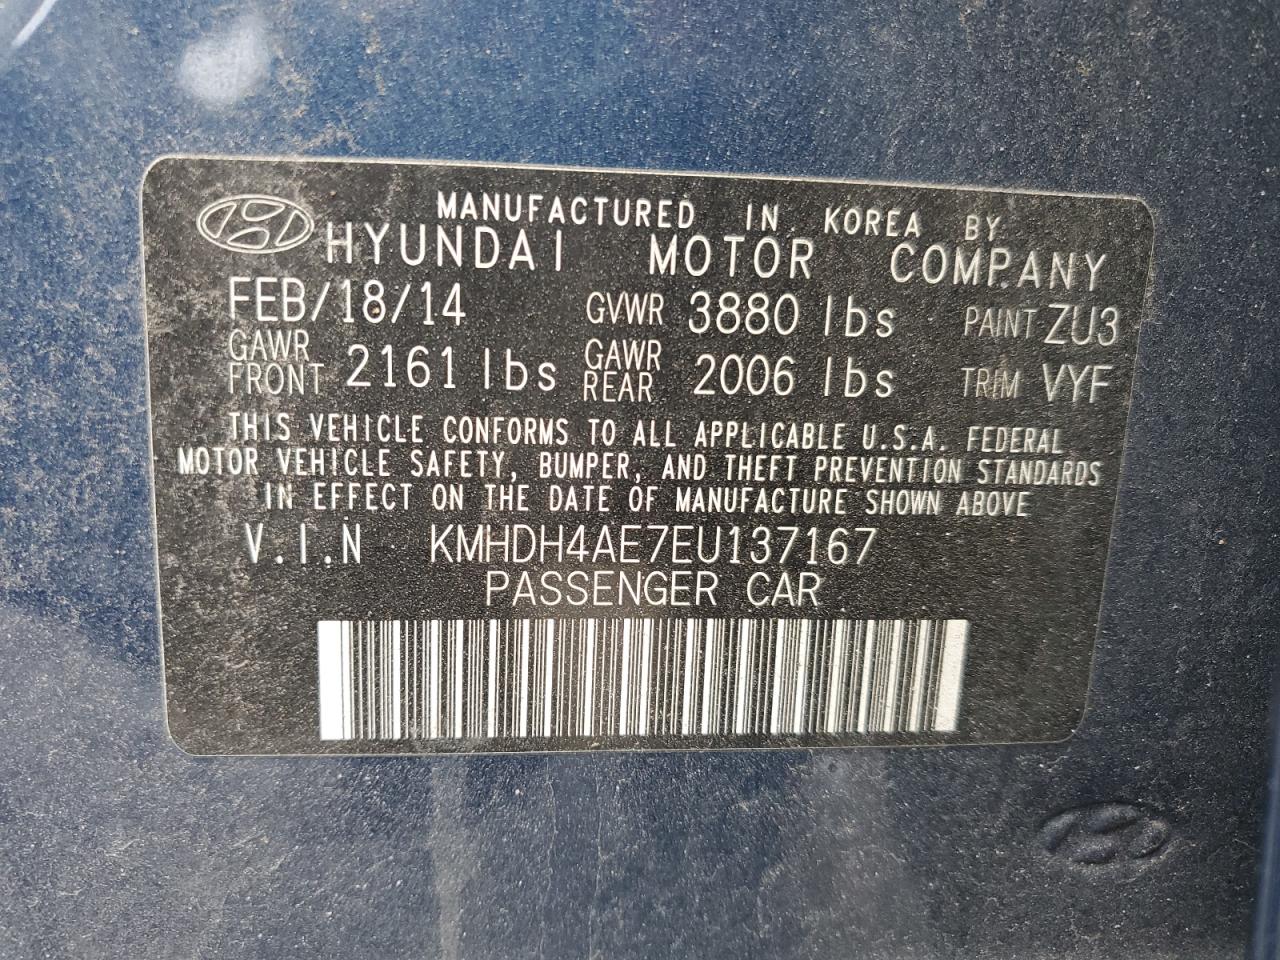 MANUFACTURED IN KOREA BY
HYUNDAI MOTOR COMPANY
FEB/18/14 GVWR 3880 lbs PAINT ZU3
GAWR FRONT 2161 lbs GAWR REAR 2006 lbs TRIM VYF
THIS VEHICLE CONFORMS TO ALL APPLICABLE U.S.A. FEDERAL
MOTOR VEHICLE SAFETY, BUMPER, AND THEFT PREVENTION STANDARDS
IN EFFECT ON THE DATE OF MANUFACTURE SHOWN ABOVE
V.I.N KMHDH4AE7EU137167
PASSENGER CAR